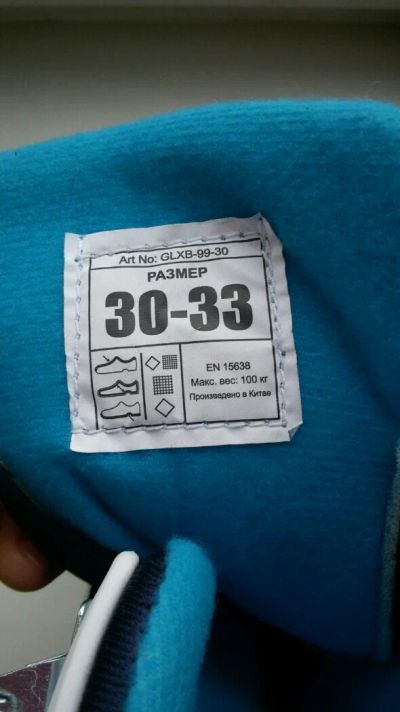 Art No: GLXB-99-30
РАЗМЕР
30-33
EN 15638
Макс. вес: 100 кг
Произведено в Китае